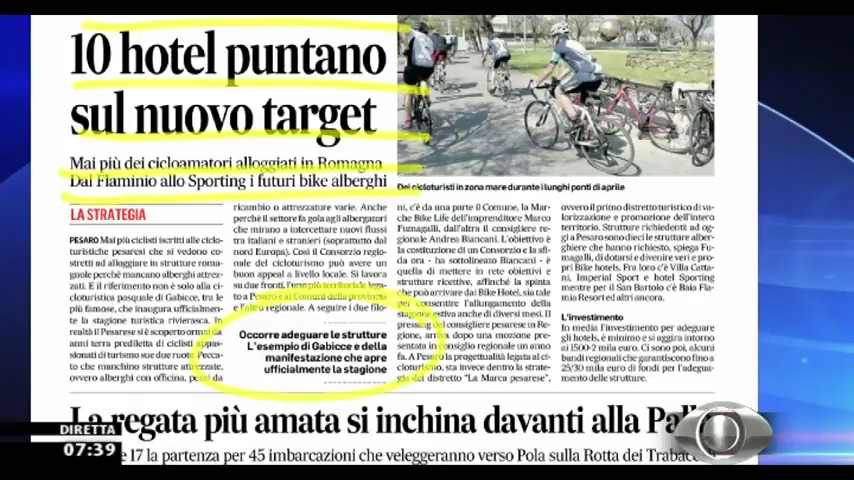 10 hotel puntano
sul nuovo target
Mai più dei cicloamatori alloggiati in Romagna
Dal Flaminio allo Sporting i futuri bike alberghi
Dei cicloturisti in zona mare durante i lunghi ponti di aprile
LA STRATEGIA
PESARO Mai più ciclisti iscritti alle ciclo-
turistiche pesaresi che si vedono co-
stretti ad alloggiare in strutture roma-
gnole perché mancano alberghi attrez-
zati. E il riferimento non è solo alla ci-
cloturistica pasquale di Gabicce, tra le
più famose, che inaugura ufficialmen-
te la stagione turistica rivierasca. In
realtà il Pesarese si è scoperto ormai da
anni terra prediletta di ciclisti appas-
sionati di turismo su due ruote. Pecca-
to che manchino strutture attrezzate,
ovvero alberghi con officina, pezzi da
ricambio o attrezzature varie. Anche
perché il settore fa gola agli albergatori
che mirano a intercettare nuovi flussi
tra italiani e stranieri (soprattutto dal
nord Europa). Così il Consorzio regio-
nale del cicloturismo può avere un
buon appeal a livello locale. Si lavora
su due fronti, l'uno più territoriale lega-
to a Pesaro e ai Comuni della provincia
e l'altro regionale. A seguire i due filo-
Occorre adeguare le strutture
L'esempio di Gabicce e della
manifestazione che apre
ufficialmente la stagione
ni, c'è da una parte il Comune, la Mar-
che Bike Life dell'imprenditore Marco
Fumagalli, dall'altra il consigliere re-
gionale Andrea Biancani. L'obiettivo è
la costituzione di un Consorzio e la sfi-
da ora - ha sottolineato Biancani - è
quella di mettere in rete obiettivi e
strutture ricettive, affinché la spinta
che può arrivare dai Bike Hotel, sia ta-
le per consentire l'allungamento della
stagione estiva anche di diversi mesi. Il
pressing del consigliere pesarese in Re-
gione, arriva dopo una mozione pre-
sentata in consiglio regionale un anno
fa. A Pesaro la progettualità legata al ci-
cloturismo, sta invece dentro la strate-
gia del distretto "La Marca pesarese",
ovvero il primo distretto turistico di va-
lorizzazione e promozione dell'intero
territorio. Strutture richiedenti ad og-
gi a Pesaro sono dieci le strutture alber-
ghiere che hanno richiesto, spiega Fu-
magalli, di dotarsi e divenire veri e pro-
pri Bike hotels. Fra loro c'è Villa Catta-
ni, Imperial Sport e hotel Sporting
mentre per il San Bartolo c'è Baia Fla-
minia Resort ed altri ancora.
L'investimento
In media l'investimento per adeguare
gli hotels, è minimo e si aggira intorno
ai 1500-2 mila euro. Ci sono poi, alcuni
bandi regionali che garantiscono fino a
25/30 mila euro di fondi per l'adegua-
mento delle strutture.
La regata più amata si inchina davanti alla
e 17 la partenza per 45 imbarcazioni che veleggeranno verso Pola sulla Rotta dei
DIRETTA
07:39